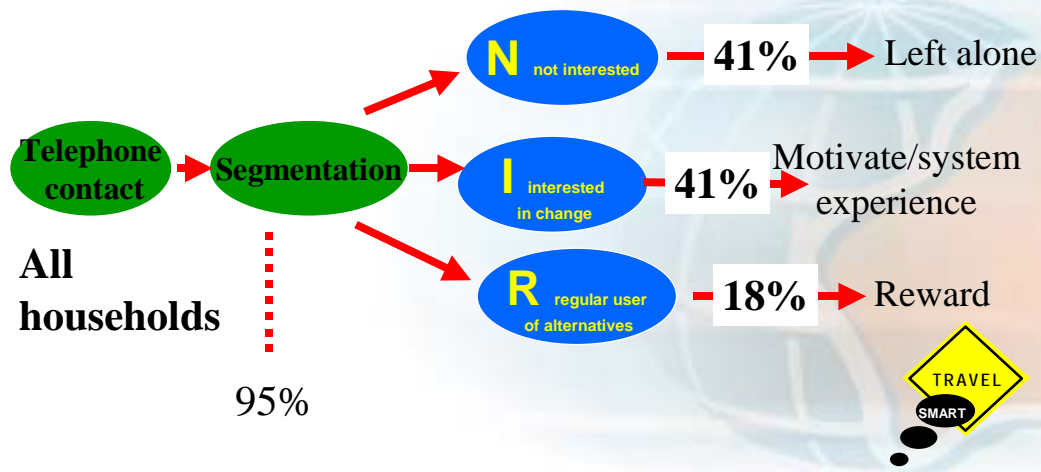 N not interested
41%
Left alone
Telephone
contact
Segmentation
I interested
in change
41%
Motivate/system
experience
All
households
R regular user
of alternatives
18%
Reward
95%
TRAVEL
SMART